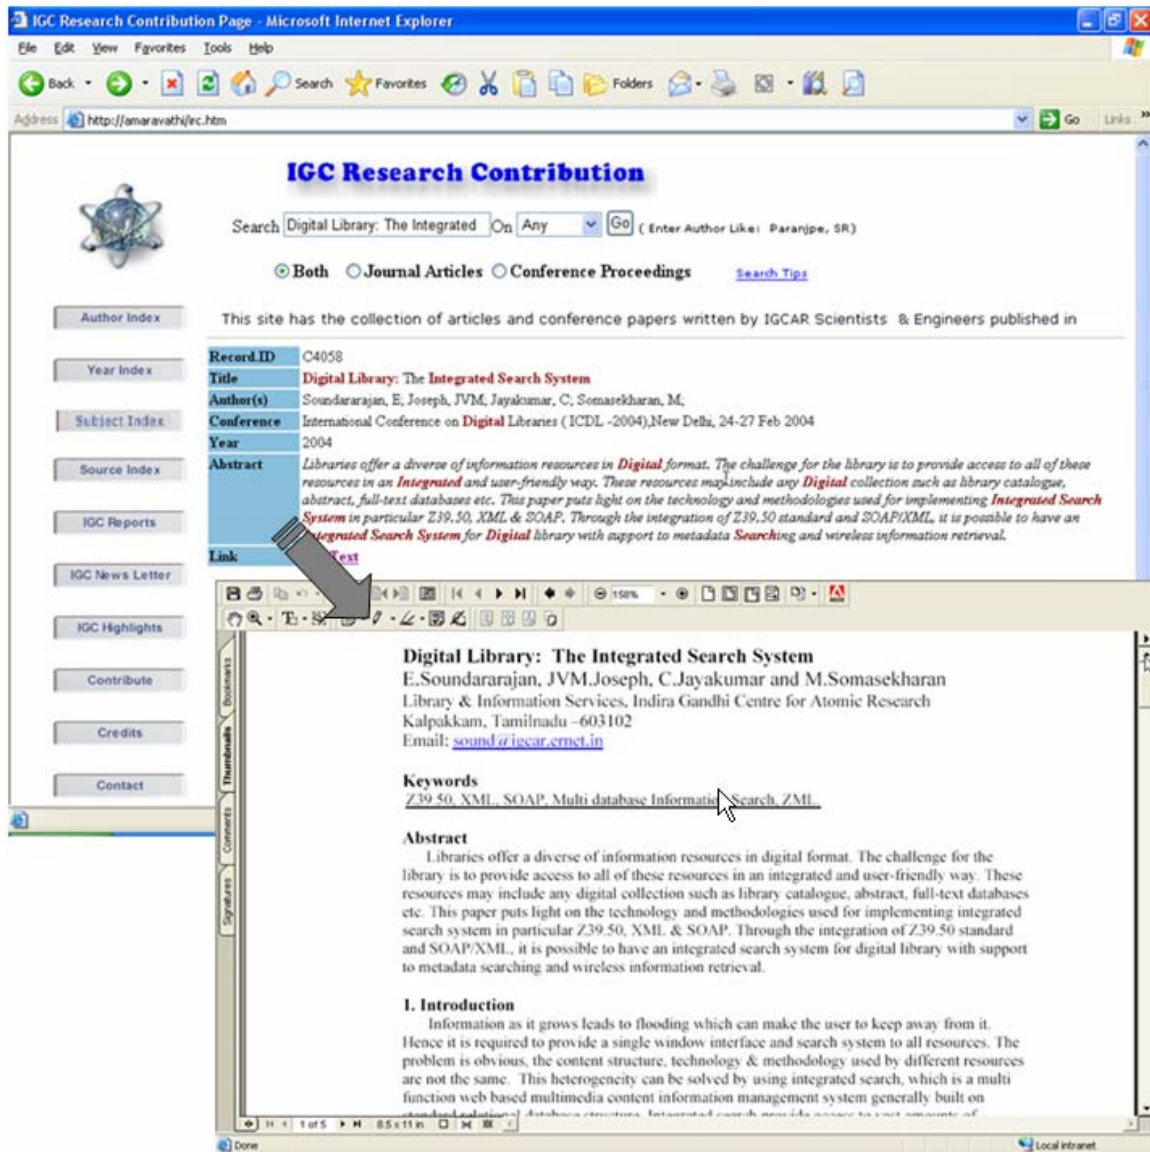 IGC Research Contribution Page - Microsoft Internet Explorer
File Edit View Favorites Tools Help
Back Search Favorites Folders
Address http://amaravathi/irc.htm Go Links
IGC Research Contribution
Search Digital Library: The Integrated On Any Go ( Enter Author Like: Paranjpe, SR)
Both Journal Articles Conference Proceedings Search Tips
This site has the collection of articles and conference papers written by IGCAR Scientists & Engineers published in
Author Index
Year Index
Subject Index
Source Index
IGC Reports
IGC News Letter
IGC Highlights
Contribute
Credits
Contact
Record.ID C4058
Title Digital Library: The Integrated Search System
Author(s) Soundararajan, E; Joseph, JVM; Jayakumar, C; Somasekharan, M;
Conference International Conference on Digital Libraries ( ICDL -2004),New Delhi, 24-27 Feb 2004
Year 2004
Abstract Libraries offer a diverse of information resources in Digital format. The challenge for the library is to provide access to all of these
resources in an Integrated and user-friendly way. These resources may include any Digital collection such as library catalogue,
abstract, full-text databases etc. This paper puts light on the technology and methodologies used for implementing Integrated Search
System in particular Z39.50, XML & SOAP. Through the integration of Z39.50 standard and SOAP/XML, it is possible to have an
Integrated Search System for Digital library with support to metadata Searching and wireless information retrieval.
Link Text
158%
Bookmarks
Thumbnails
Comments
Signatures
Digital Library: The Integrated Search System
E.Soundararajan, JVM.Joseph, C.Jayakumar and M.Somasekharan
Library & Information Services, Indira Gandhi Centre for Atomic Research
Kalpakkam, Tamilnadu –603102
Email: sound@igcar.ernet.in
Keywords
Z39.50, XML, SOAP, Multi database Information Search, ZML.
Abstract
Libraries offer a diverse of information resources in digital format. The challenge for the
library is to provide access to all of these resources in an integrated and user-friendly way. These
resources may include any digital collection such as library catalogue, abstract, full-text databases
etc. This paper puts light on the technology and methodologies used for implementing integrated
search system in particular Z39.50, XML & SOAP. Through the integration of Z39.50 standard
and SOAP/XML, it is possible to have an integrated search system for digital library with support
to metadata searching and wireless information retrieval.
1. Introduction
Information as it grows leads to flooding which can make the user to keep away from it.
Hence it is required to provide a single window interface and search system to all resources. The
problem is obvious, the content structure, technology & methodology used by different resources
are not the same. This heterogeneity can be solved by using integrated search, which is a multi
function web based multimedia content information management system generally built on
standard relational database structure. Integrated search provide access to vast amounts of
1 of 5 8.5 x 11 in
Done Local intranet